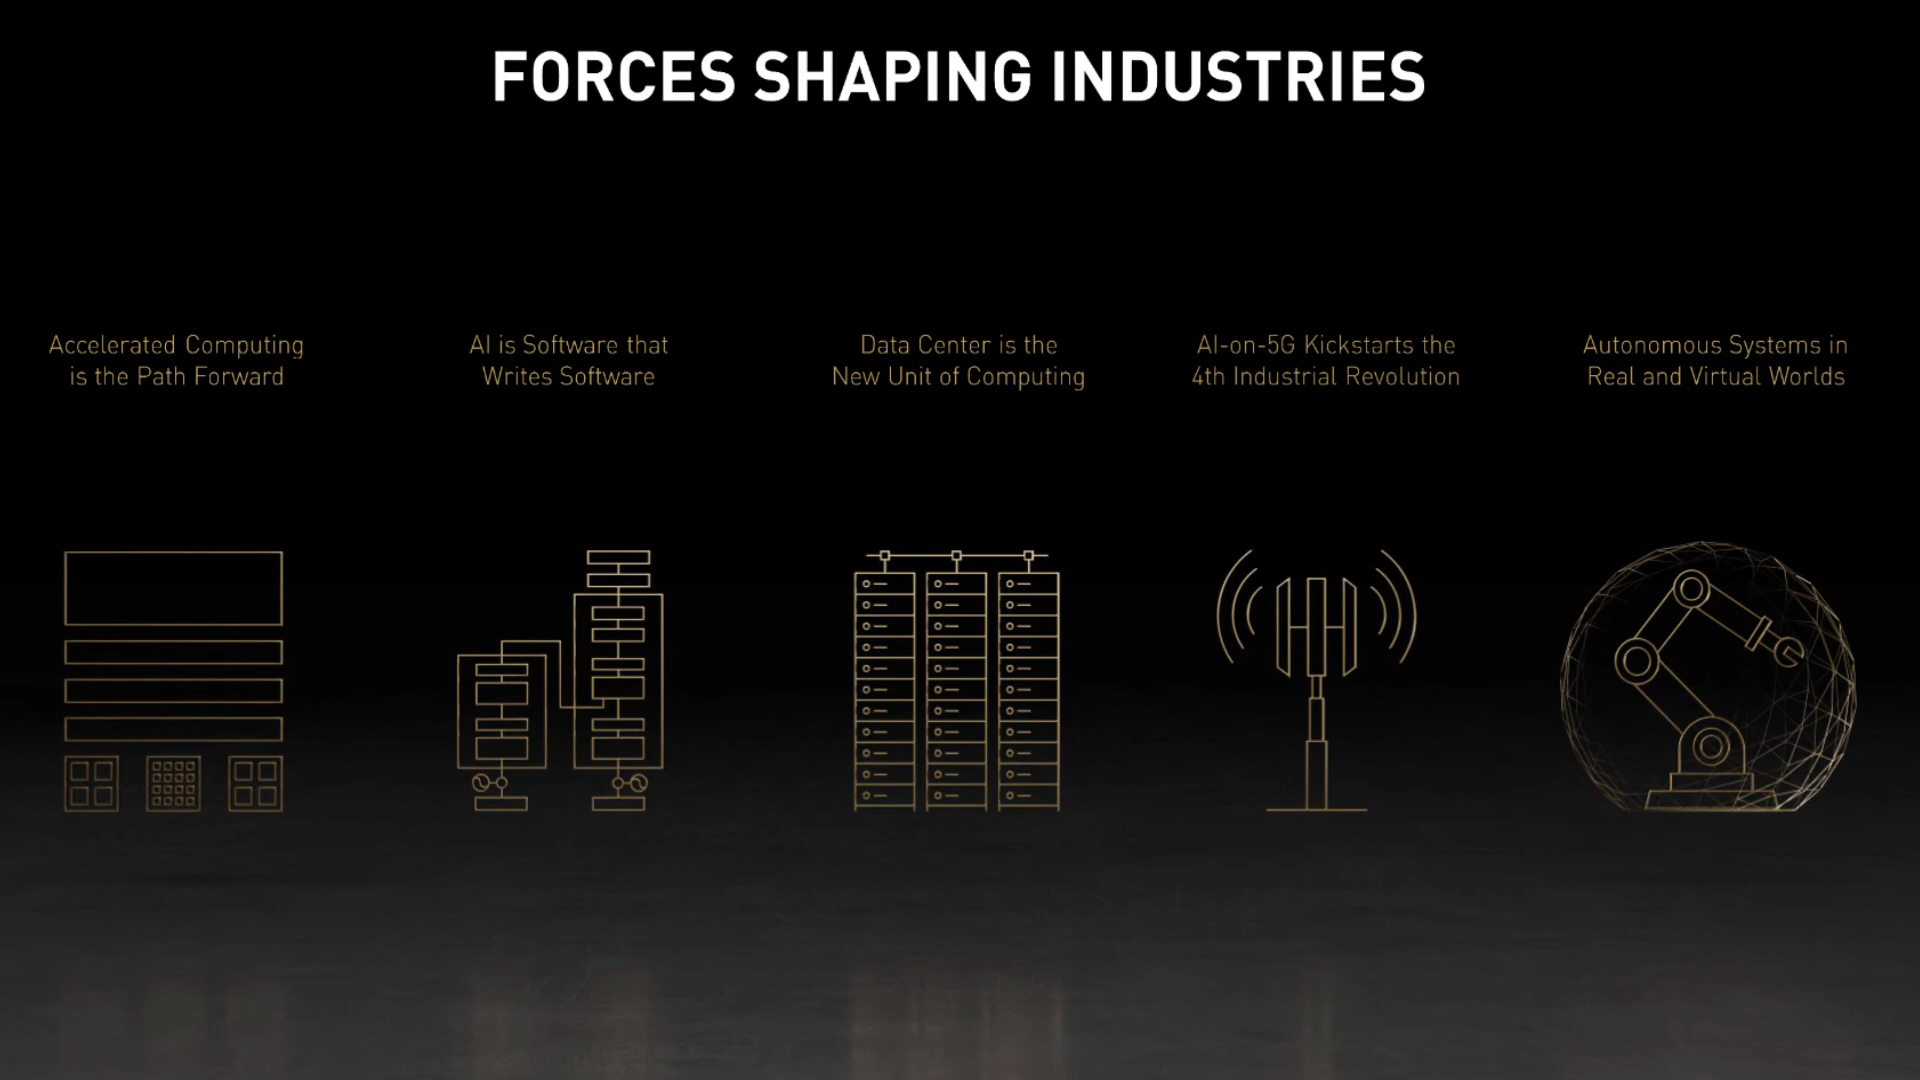 FORCES SHAPING INDUSTRIES
Accelerated Computing
is the Path Forward
AI is Software that
Writes Software
Data Center is the
New Unit of Computing
AI-on-5G Kickstarts the
4th Industrial Revolution
Autonomous Systems in
Real and Virtual Worlds